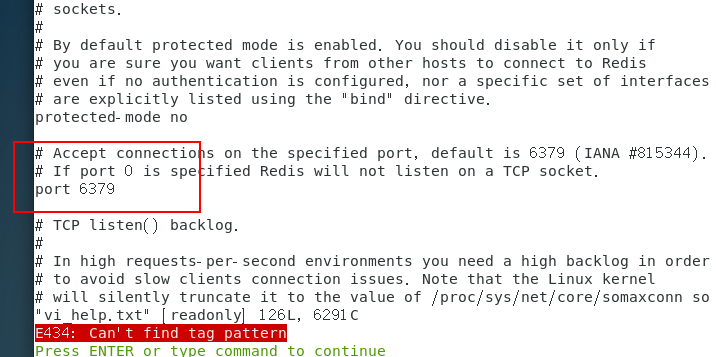 # sockets.
#
# By default protected mode is enabled. You should disable it only if
# you are sure you want clients from other hosts to connect to Redis
# even if no authentication is configured, nor a specific set of interfaces
# are explicitly listed using the "bind" directive.
protected-mode no
# Accept connections on the specified port, default is 6379 (IANA #815344).
# If port 0 is specified Redis will not listen on a TCP socket.
port 6379
# TCP listen() backlog.
#
# In high requests-per-second environments you need a high backlog in order
# to avoid slow clients connection issues. Note that the Linux kernel
# will silently truncate it to the value of /proc/sys/net/core/somaxconn so
"vi_help.txt" [readonly] 126L, 6291C
E434: Can't find tag pattern
Press ENTER or type command to continue